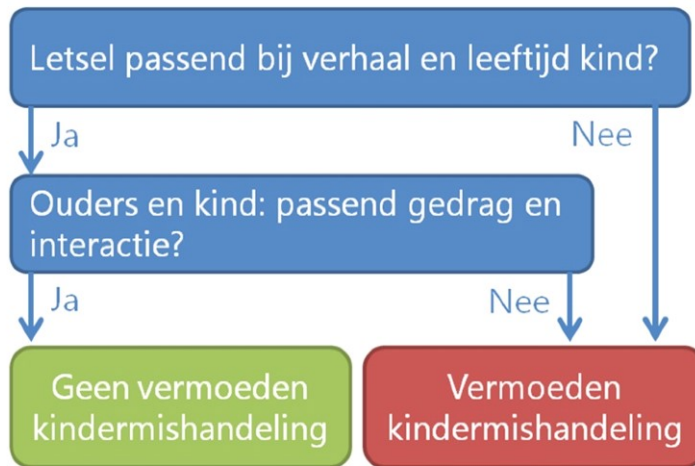 Letsel passend bij verhaal en leeftijd kind?
Ja
Nee
Ouders en kind: passend gedrag en
interactie?
Ja
Nee
Geen vermoeden
kindermishandeling
Vermoeden
kindermishandeling